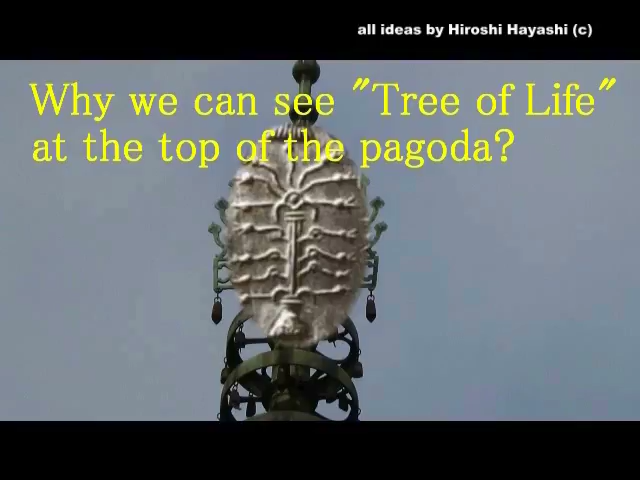 all ideas by Hiroshi Hayashi (c)
Why we can see "Tree of Life"
at the top of the pagoda?